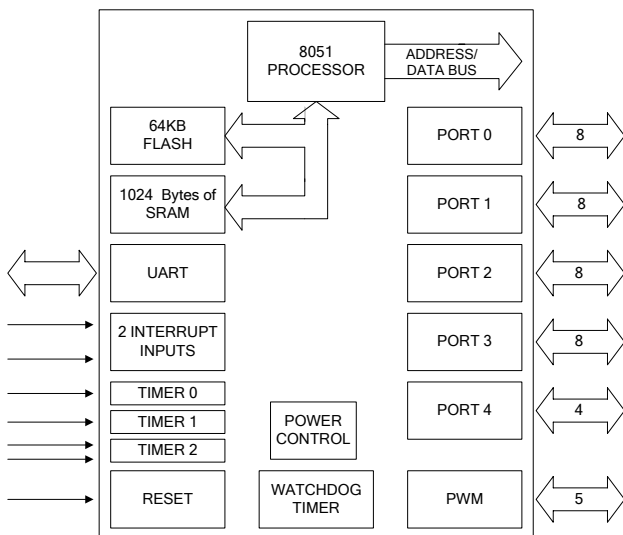 8051
PROCESSOR
ADDRESS/
DATA BUS
64KB
FLASH
PORT 0
8
1024 Bytes of
SRAM
PORT 1
8
UART
PORT 2
8
2 INTERRUPT
INPUTS
PORT 3
8
TIMER 0
TIMER 1
TIMER 2
POWER
CONTROL
PORT 4
4
RESET
WATCHDOG
TIMER
PWM
5